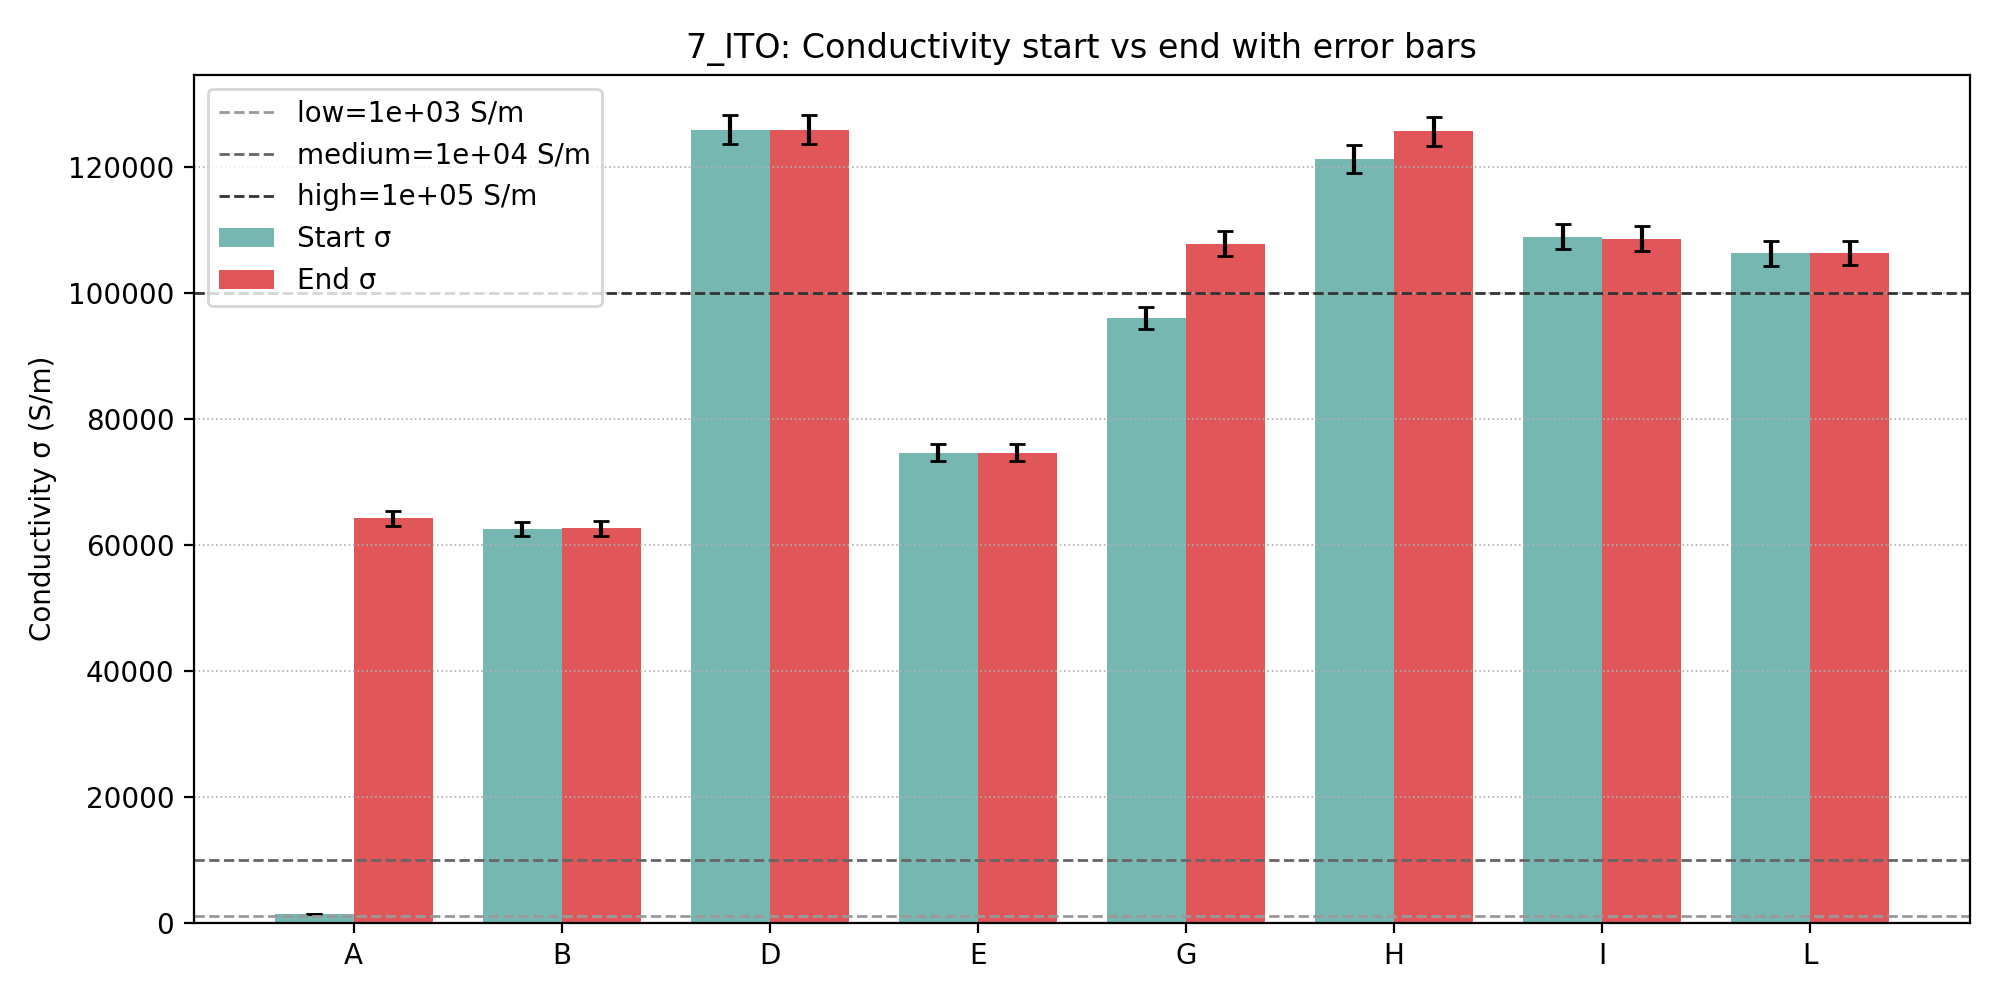 7_ITO: Conductivity start vs end with error bars
low=1e+03 S/m
medium=1e+04 S/m
high=1e+05 S/m
Start σ
End σ
Conductivity σ (S/m)
120000
100000
80000
60000
40000
20000
0
A B D E G H I L